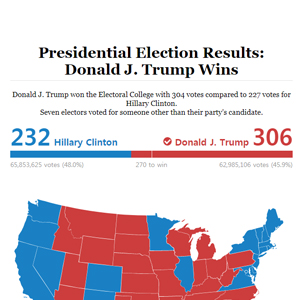 Presidential Election Results:
Donald J. Trump Wins
Donald J. Trump won the Electoral College with 304 votes compared to 227 votes for
Hillary Clinton.
Seven electors voted for someone other than their party's candidate.
232 Hillary Clinton Donald J. Trump 306
65,853,625 votes (48.0%) 270 to win 62,985,106 votes (45.9%)